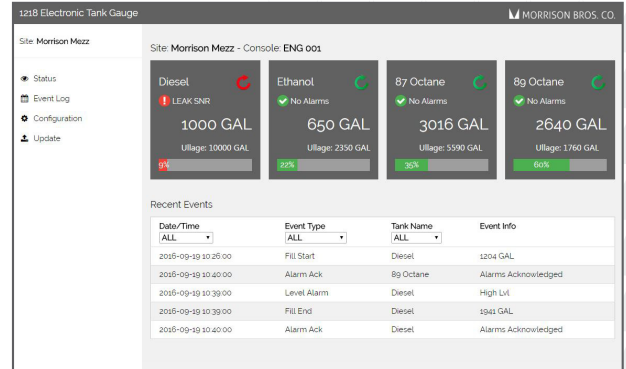 1218 Electronic Tank Gauge
MORRISON BROS. CO.
Site: Morrison Mezz
Status
Event Log
Configuration
Update
Site: Morrison Mezz - Console: ENG 001
Diesel
LEAK SNR
1000 GAL
Ullage: 10000 GAL
9%
Ethanol
No Alarms
650 GAL
Ullage: 2350 GAL
22%
87 Octane
No Alarms
3016 GAL
Ullage: 5590 GAL
35%
89 Octane
No Alarms
2640 GAL
Ullage: 1760 GAL
60%
Recent Events
Date/Time Event Type Tank Name Event Info
ALL ALL ALL
2016-09-19 10:26:00 Fill Start Diesel 1204 GAL
2016-09-19 10:40:00 Alarm Ack 89 Octane Alarms Acknowledged
2016-09-19 10:39:00 Level Alarm Diesel High Lvl
2016-09-19 10:39:00 Fill End Diesel 1941 GAL
2016-09-19 10:40:00 Alarm Ack Diesel Alarms Acknowledged